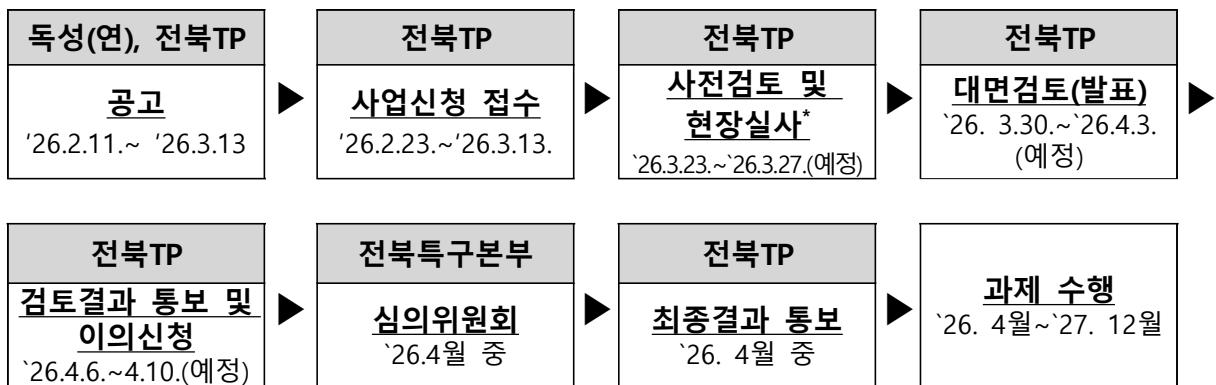 독성(연), 전북TP
공고
'26.2.11.~ '26.3.13
전북TP
사업신청 접수
'26.2.23.~'26.3.13.
전북TP
사전검토 및
현장실사*
`26.3.23.~`26.3.27.(예정)
전북TP
대면검토(발표)
`26. 3.30.~`26.4.3.
(예정)
전북TP
검토결과 통보 및
이의신청
`26.4.6.~4.10.(예정)
전북특구본부
심의위원회
`26.4월 중
전북TP
최종결과 통보
`26. 4월 중
과제 수행
`26. 4월~`27. 12월